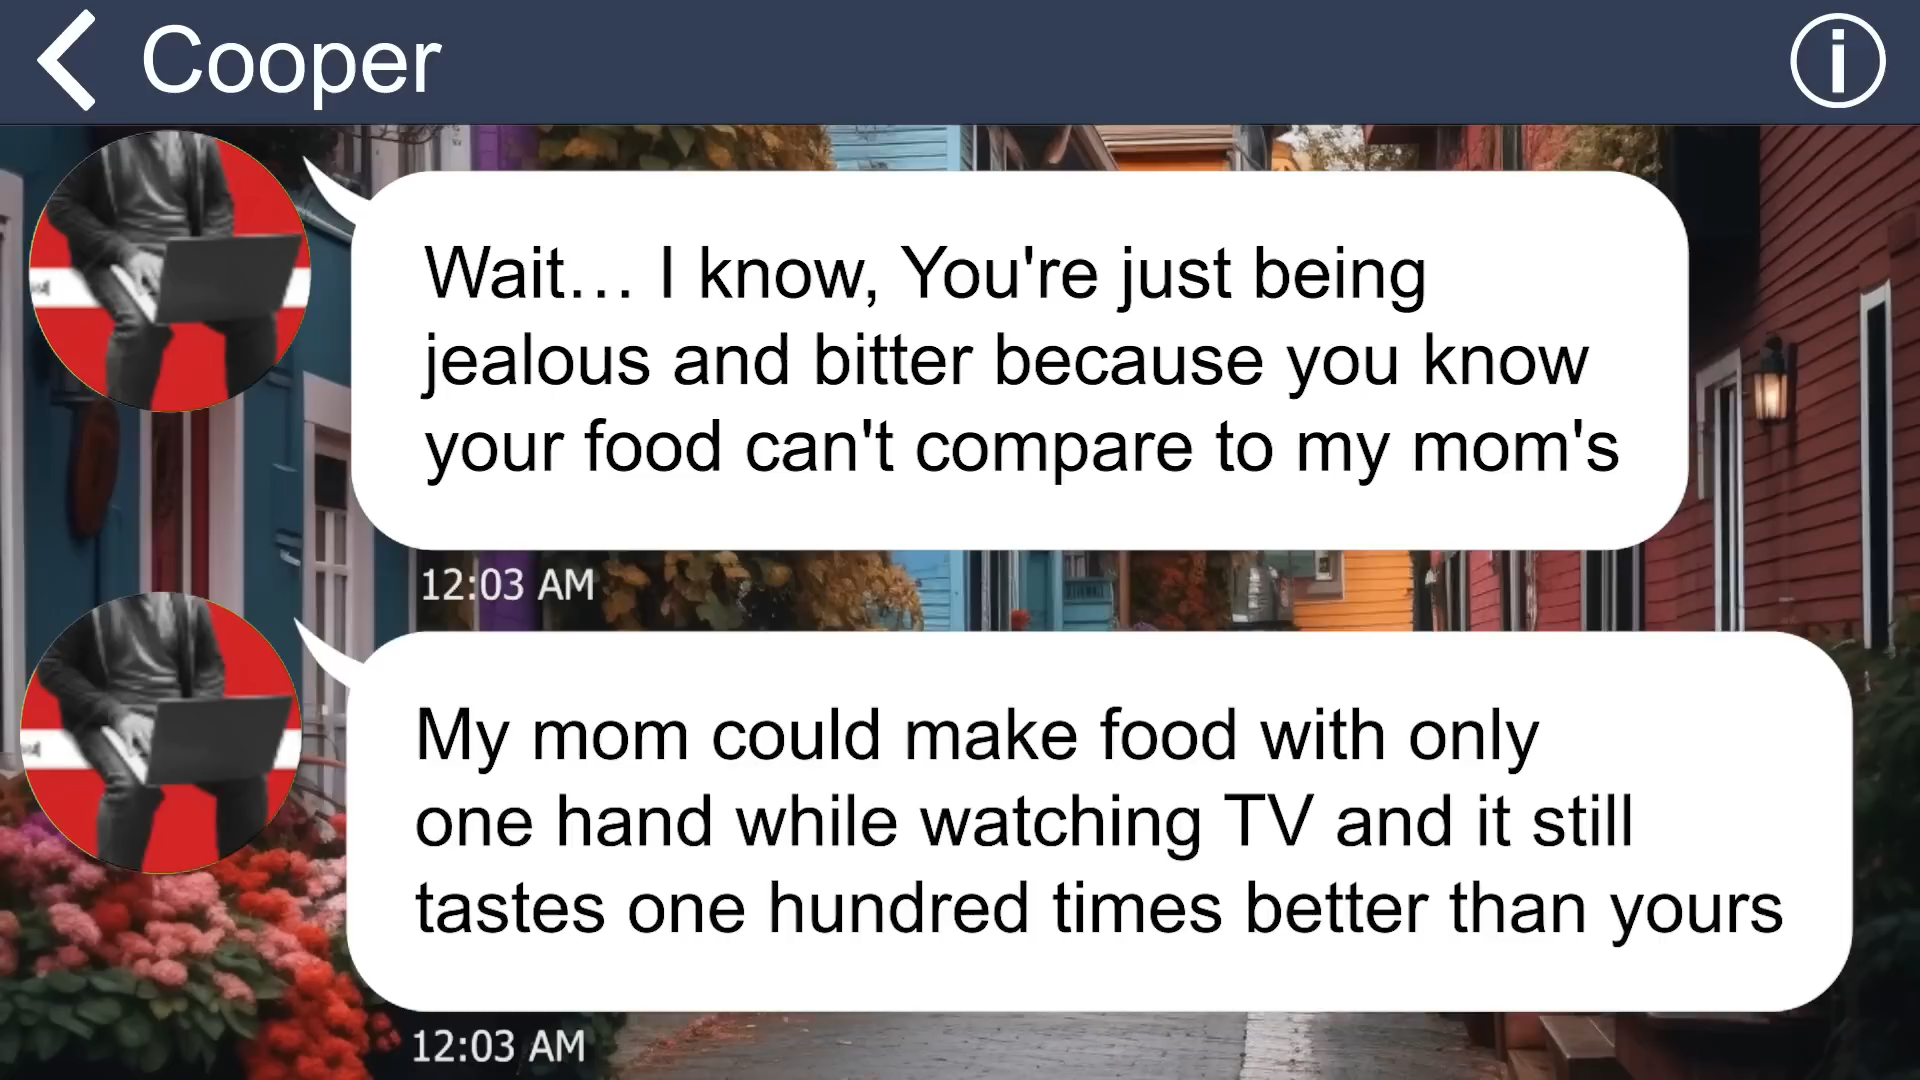 Cooper
Wait… I know, You're just being
jealous and bitter because you know
your food can't compare to my mom's
12:03 AM
My mom could make food with only
one hand while watching TV and it still
tastes one hundred times better than yours
12:03 AM